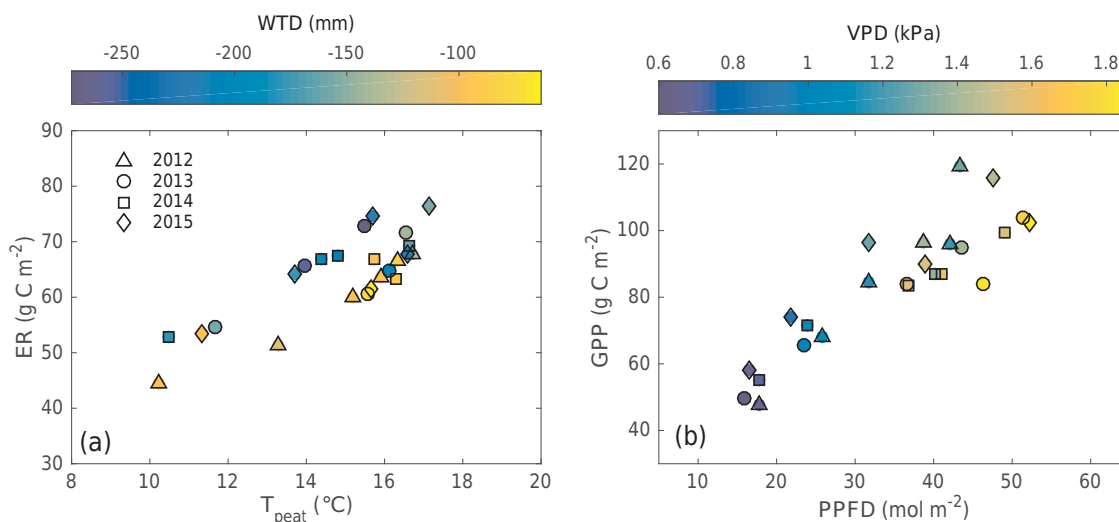 WTD (mm)
-250 -200 -150 -100
VPD (kPa)
0.6 0.8 1 1.2 1.4 1.6 1.8
90
80
70
60
50
40
30
ER (g C m-2)
2012
2013
2014
2015
(a)
8 10 12 14 16 18 20
Tpeat (°C)
120
100
80
60
40
GPP (g C m-2)
(b)
10 20 30 40 50 60
PPFD (mol m-2)